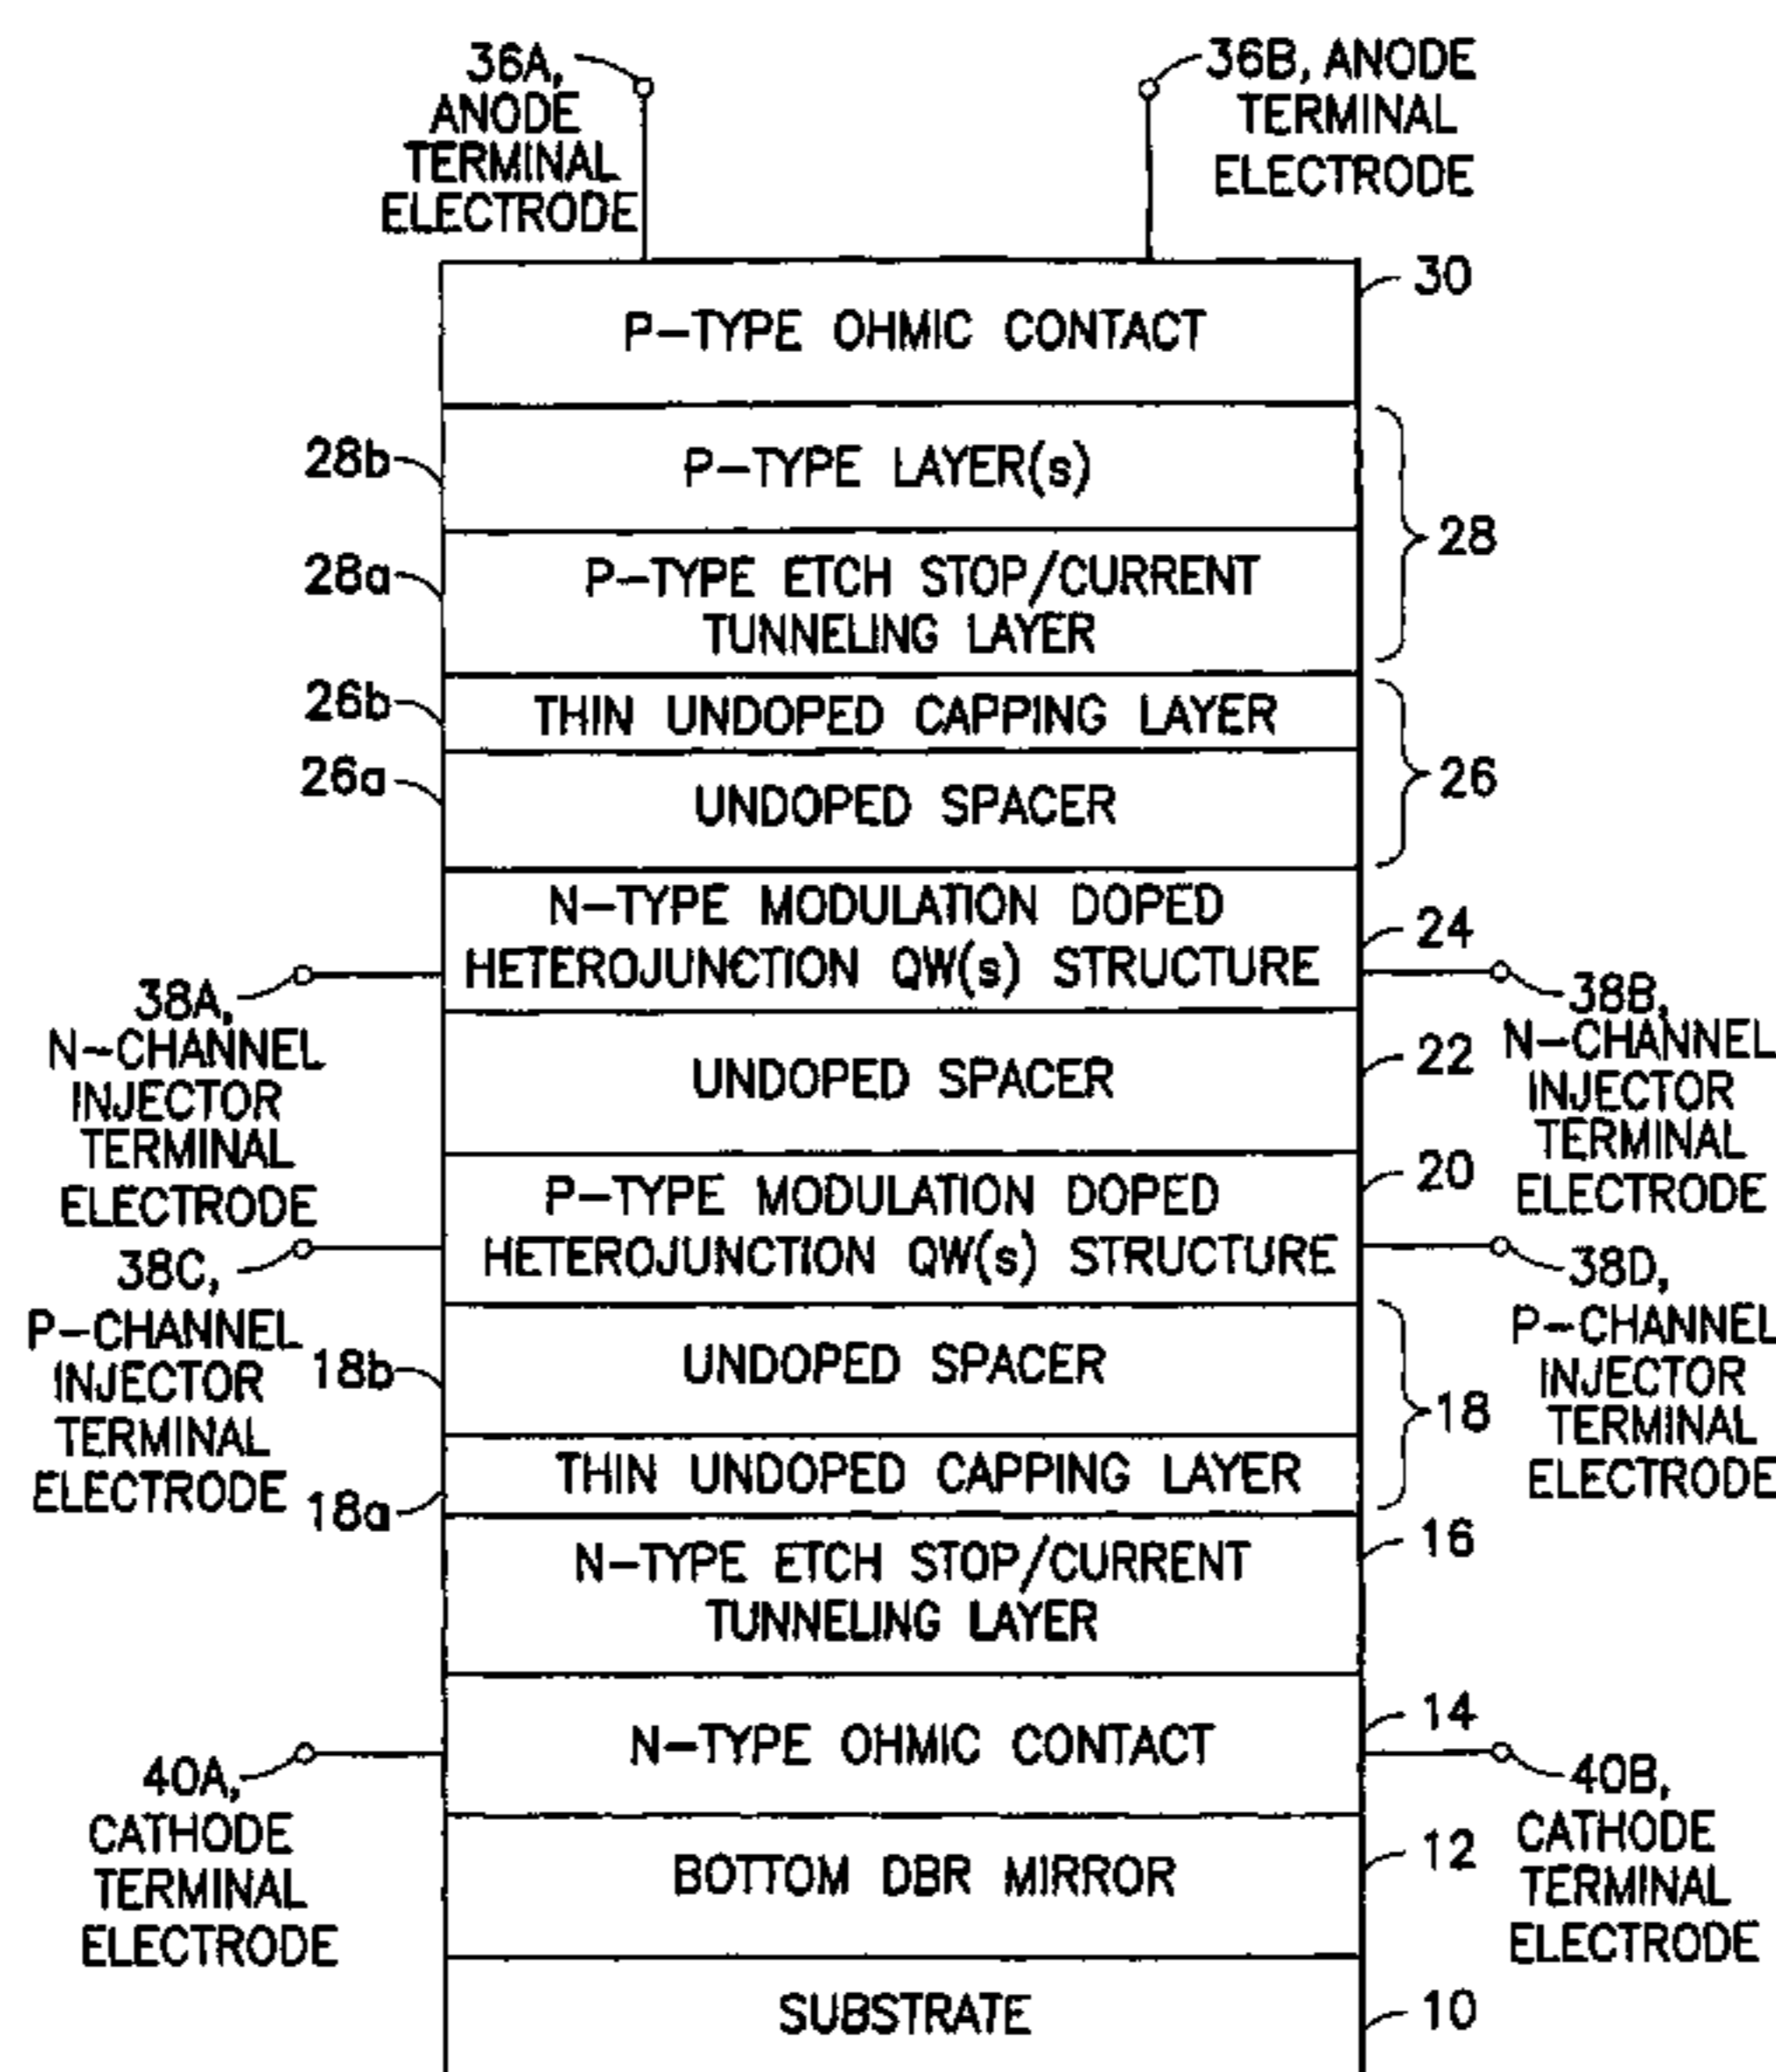 36A,
ANODE
TERMINAL
ELECTRODE
36B, ANODE
TERMINAL
ELECTRODE
30
P-TYPE OHMIC CONTACT
28b
P-TYPE LAYER(s)
28
28a
P-TYPE ETCH STOP/CURRENT
TUNNELING LAYER
26b
THIN UNDOPED CAPPING LAYER
26
26a
UNDOPED SPACER
N-TYPE MODULATION DOPED
HETEROJUNCTION QW(s) STRUCTURE
24
38A,
N-CHANNEL
INJECTOR
TERMINAL
ELECTRODE
38B,
N-CHANNEL
INJECTOR
TERMINAL
ELECTRODE
UNDOPED SPACER
22
P-TYPE MODULATION DOPED
HETEROJUNCTION QW(s) STRUCTURE
20
38C,
P-CHANNEL
INJECTOR
TERMINAL
ELECTRODE
38D,
P-CHANNEL
INJECTOR
TERMINAL
ELECTRODE
18b
UNDOPED SPACER
18
18a
THIN UNDOPED CAPPING LAYER
N-TYPE ETCH STOP/CURRENT
TUNNELING LAYER
16
N-TYPE OHMIC CONTACT
14
40A,
CATHODE
TERMINAL
ELECTRODE
40B,
CATHODE
TERMINAL
ELECTRODE
BOTTOM DBR MIRROR
12
SUBSTRATE
10